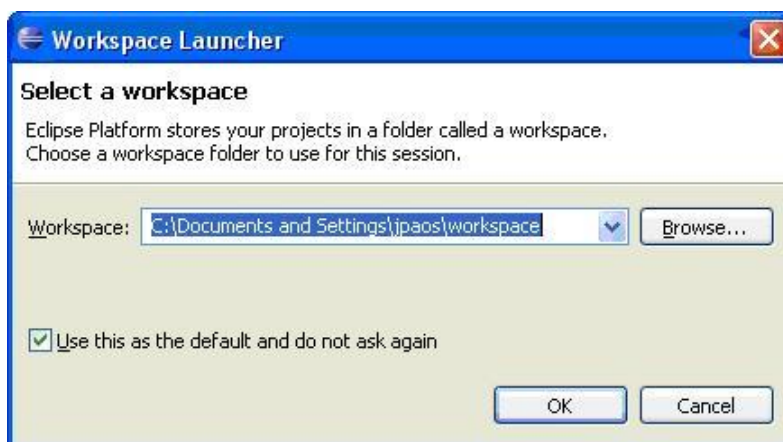 Workspace Launcher
Select a workspace
Eclipse Platform stores your projects in a folder called a workspace.
Choose a workspace folder to use for this session.
Workspace: C:\Documents and Settings\jpaos\workspace Browse...
Use this as the default and do not ask again
OK Cancel